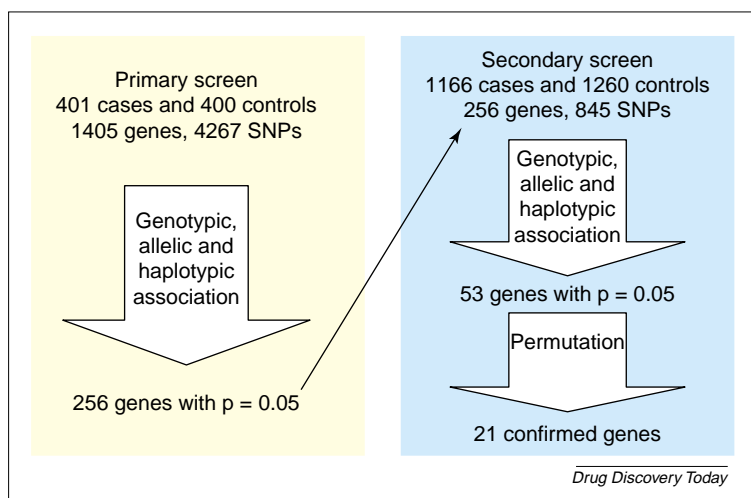 Primary screen
401 cases and 400 controls
1405 genes, 4267 SNPs
Genotypic,
allelic and
haplotypic
association
256 genes with p = 0.05
Secondary screen
1166 cases and 1260 controls
256 genes, 845 SNPs
Genotypic,
allelic and
haplotypic
association
53 genes with p = 0.05
Permutation
21 confirmed genes
Drug Discovery Today